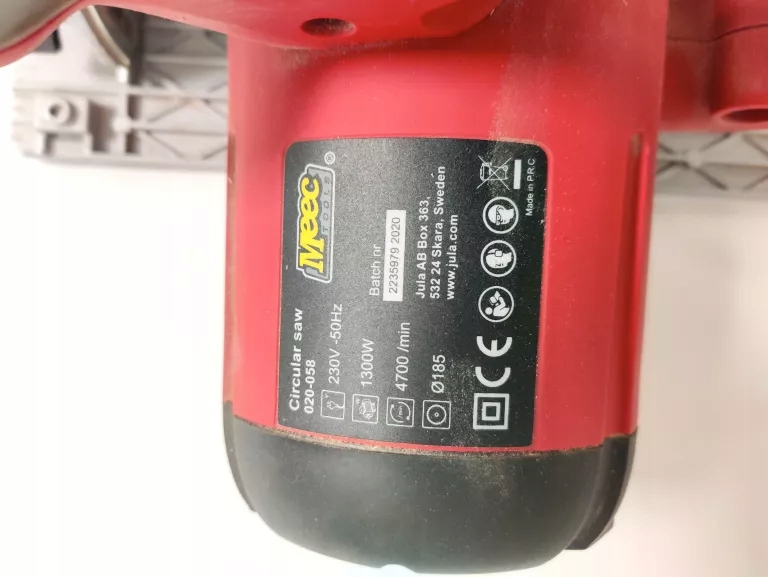 Meec
TOOLS
®
Circular saw
020-058
230V ~50Hz
1300W
4700 /min
Ø185
Batch nr
2235979 2020
Jula AB Box 363,
532 24 Skara, Sweden
www.jula.com
CE
Made in P.R.C